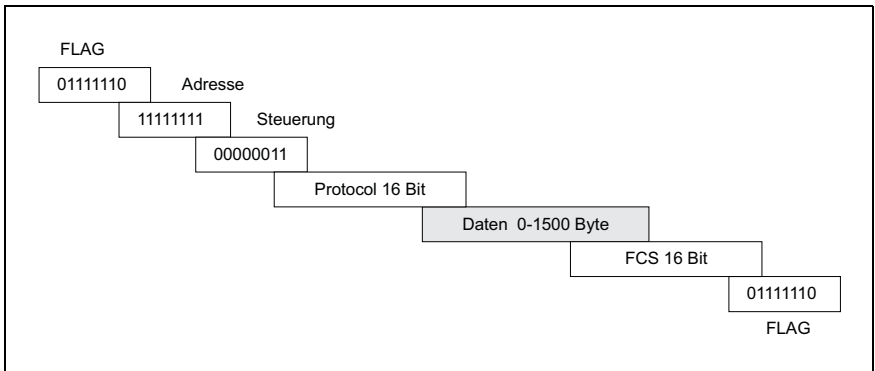 FLAG
01111110
Adresse
11111111
Steuerung
00000011
Protocol 16 Bit
Daten 0-1500 Byte
FCS 16 Bit
01111110
FLAG